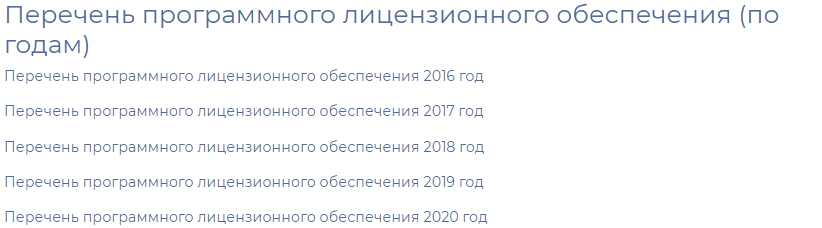 Перечень программного лицензионного обеспечения (по
годам)
Перечень программного лицензионного обеспечения 2016 год
Перечень программного лицензионного обеспечения 2017 год
Перечень программного лицензионного обеспечения 2018 год
Перечень программного лицензионного обеспечения 2019 год
Перечень программного лицензионного обеспечения 2020 год